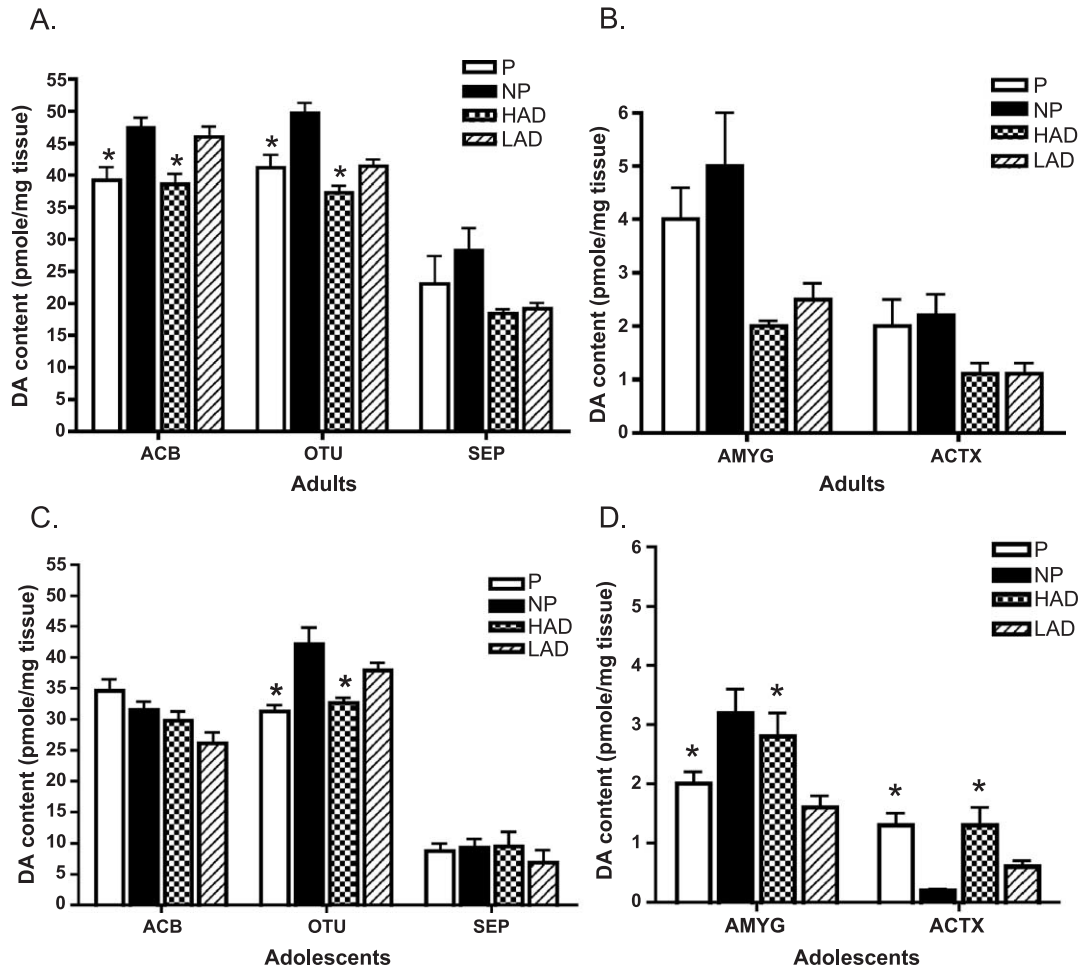 A.
DA content (pmole/mg tissue)
55
50
45
40
35
30
25
20
15
10
5
0
P
NP
HAD
LAD
*
*
*
*
ACB
OTU
SEP
Adults
B.
DA content (pmole/mg tissue)
6
5
4
3
2
1
0
P
NP
HAD
LAD
AMYG
ACTX
Adults
C.
DA content (pmole/mg tissue)
55
50
45
40
35
30
25
20
15
10
5
0
P
NP
HAD
LAD
*
*
ACB
OTU
SEP
Adolescents
D.
DA content (pmole/mg tissue)
6
5
4
3
2
1
0
P
NP
HAD
LAD
*
*
*
*
AMYG
ACTX
Adolescents